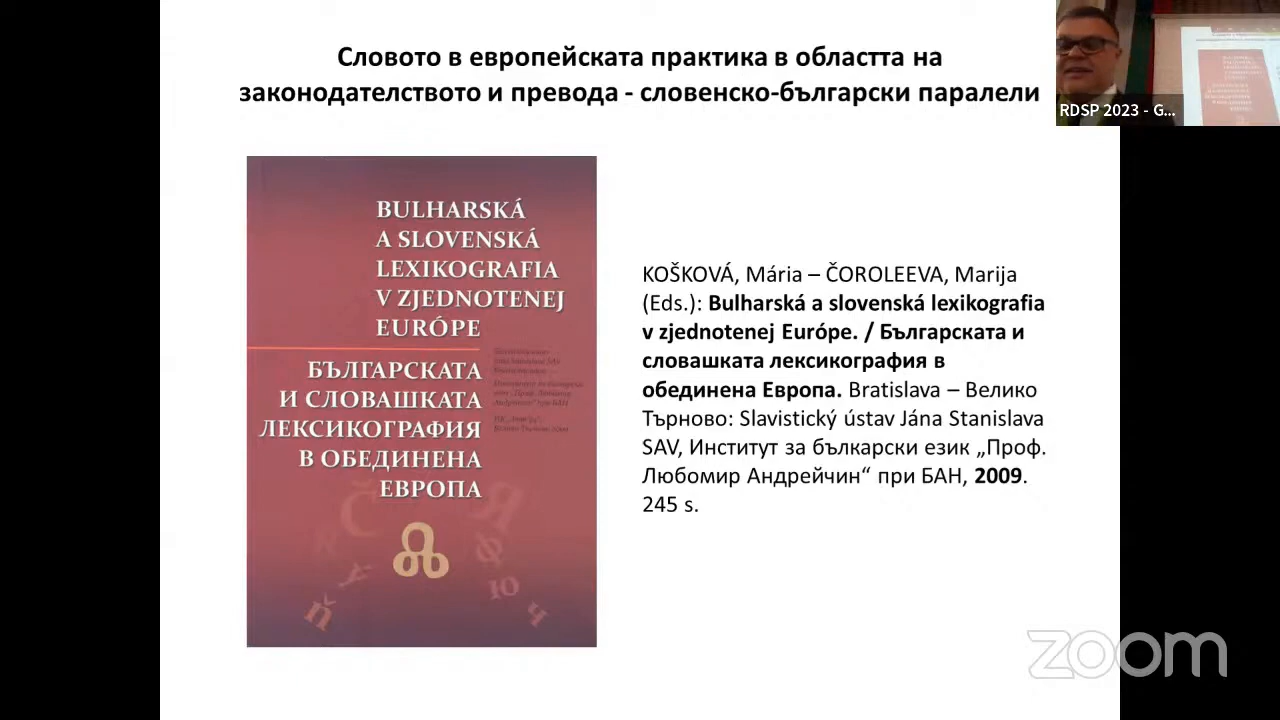 Словото в европейската практика в областта на
законодателството и превода - словенско-български паралели
RDSP 2023 - G...
BULHARSKÁ
A SLOVENSKÁ
LEXIKOGRAFIA
V ZJEDNOTENEJ
EURÓPE
БЪЛГАРСКАТА
И СЛОВАШКАТА
ЛЕКСИКОГРАФИЯ
В ОБЕДИНЕНА
ЕВРОПА
KOŠKOVÁ, Mária – ČOROLEEVA, Marija
(Eds.): Bulharská a slovenská lexikografia
v zjednotenej Európe. / Българската и
словашката лексикография в
обединена Европа. Bratislava – Велико
Търново: Slavistický ústav Jána Stanislava
SAV, Институт за бълкарски език „Проф.
Любомир Андрейчин“ при БАН, 2009.
245 s.
zoom